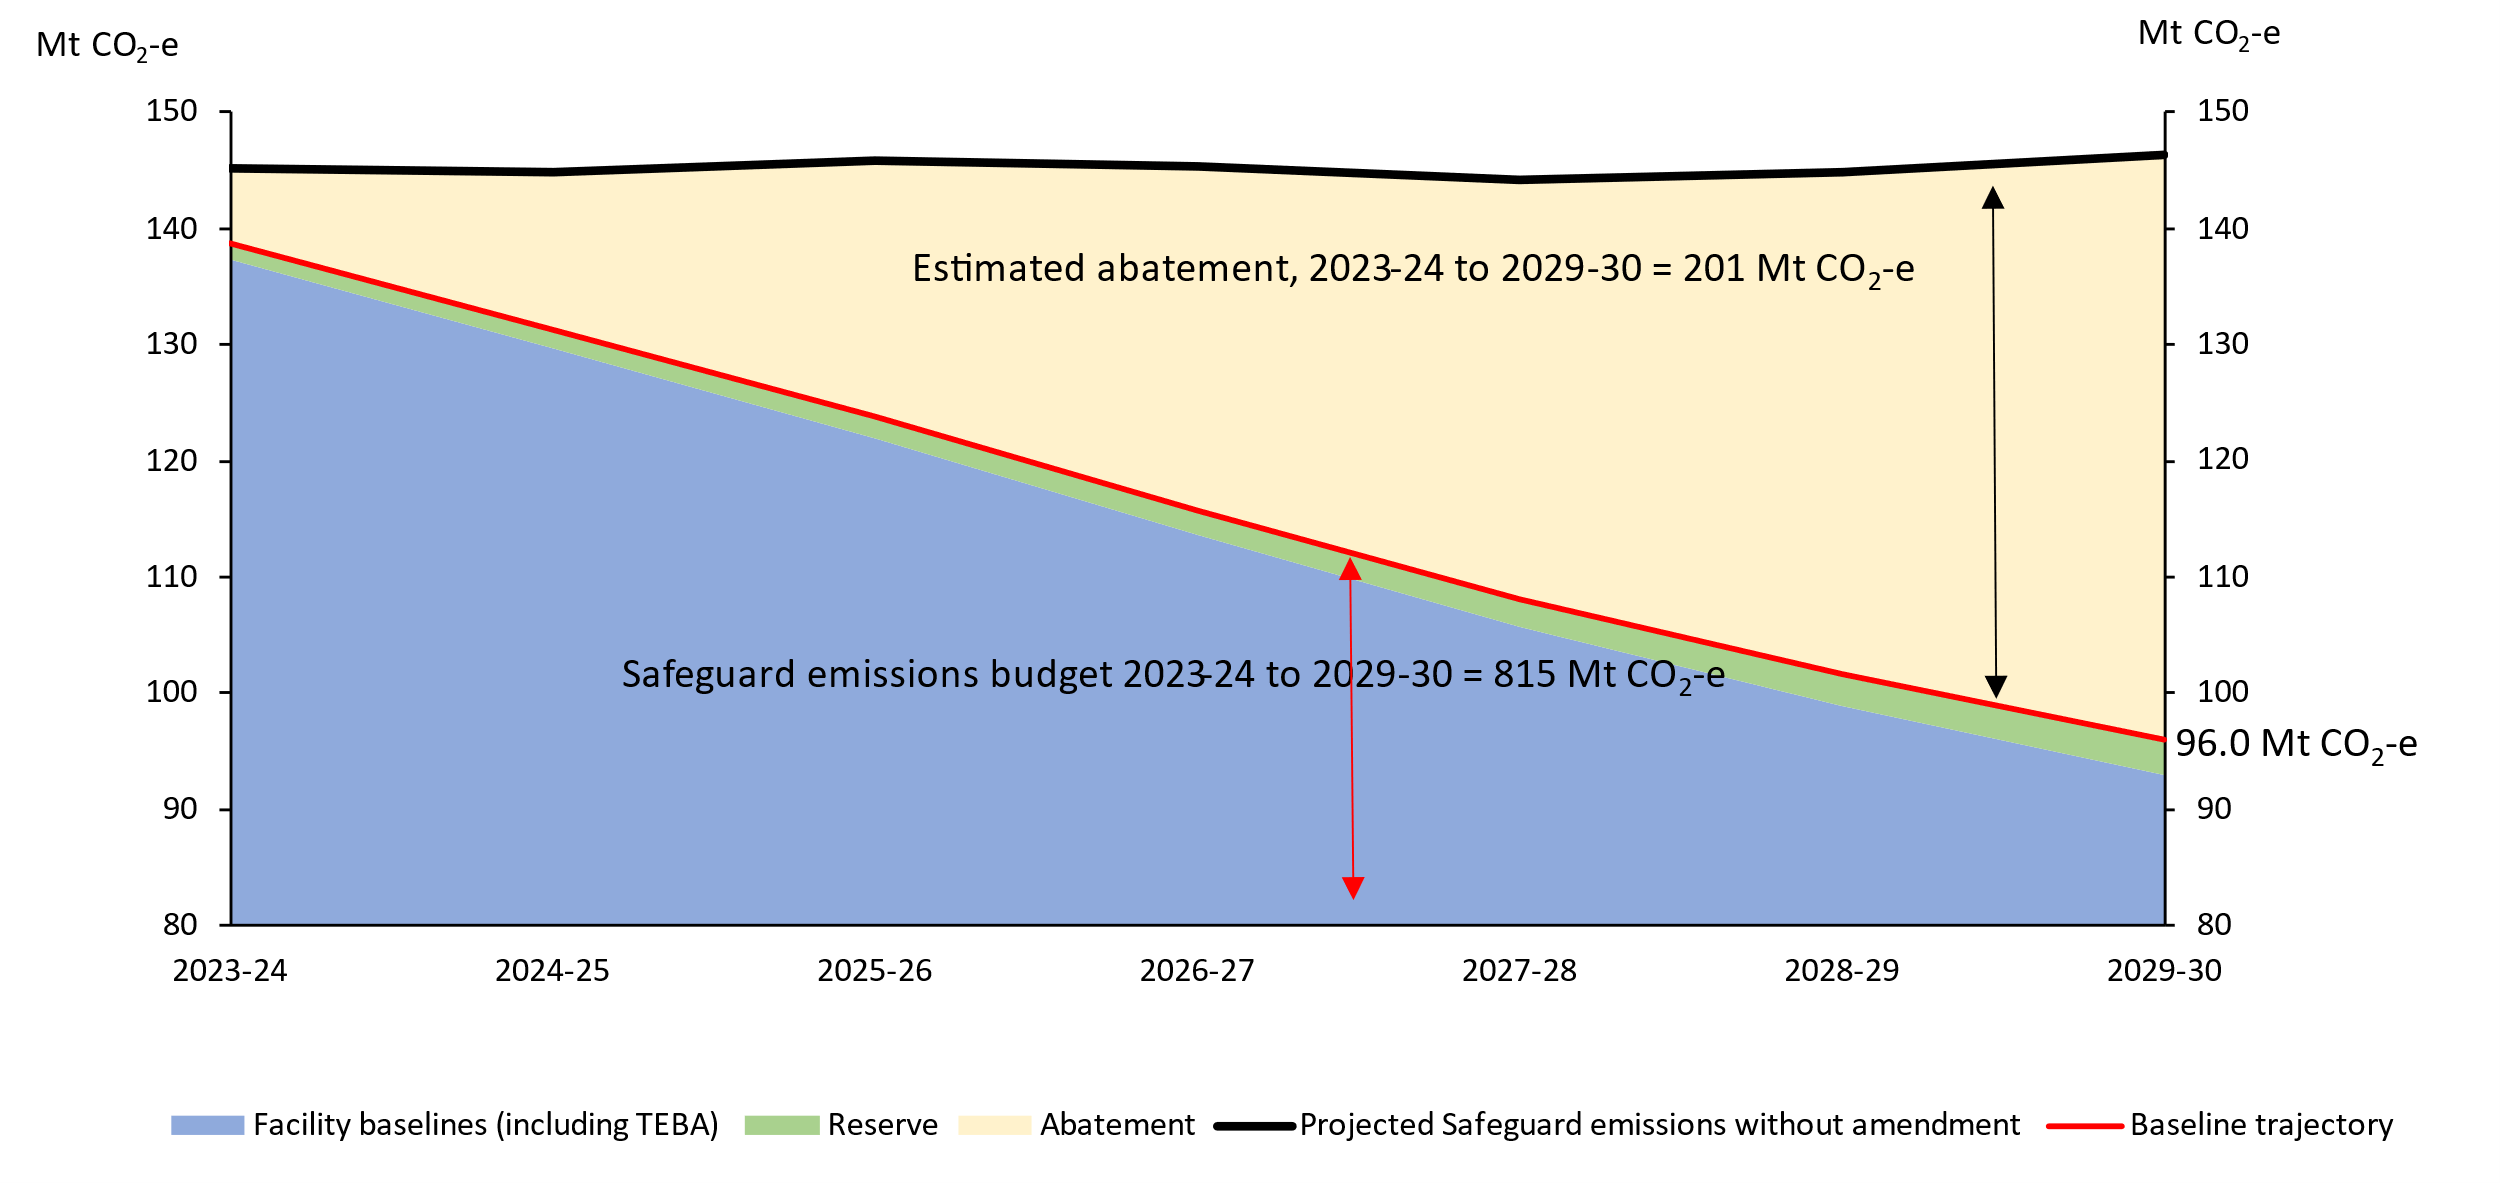 Mt CO₂-e
Mt CO₂-e
150
150
140
140
Estimated abatement, 2023-24 to 2029-30 = 201 Mt CO₂-e
130
130
120
120
110
110
Safeguard emissions budget 2023-24 to 2029-30 = 815 Mt CO₂-e
100
100
96.0 Mt CO₂-e
90
90
80
80
2023-24 2024-25 2025-26 2026-27 2027-28 2028-29 2029-30
Facility baselines (including TEBA) Reserve Abatement Projected Safeguard emissions without amendment Baseline trajectory